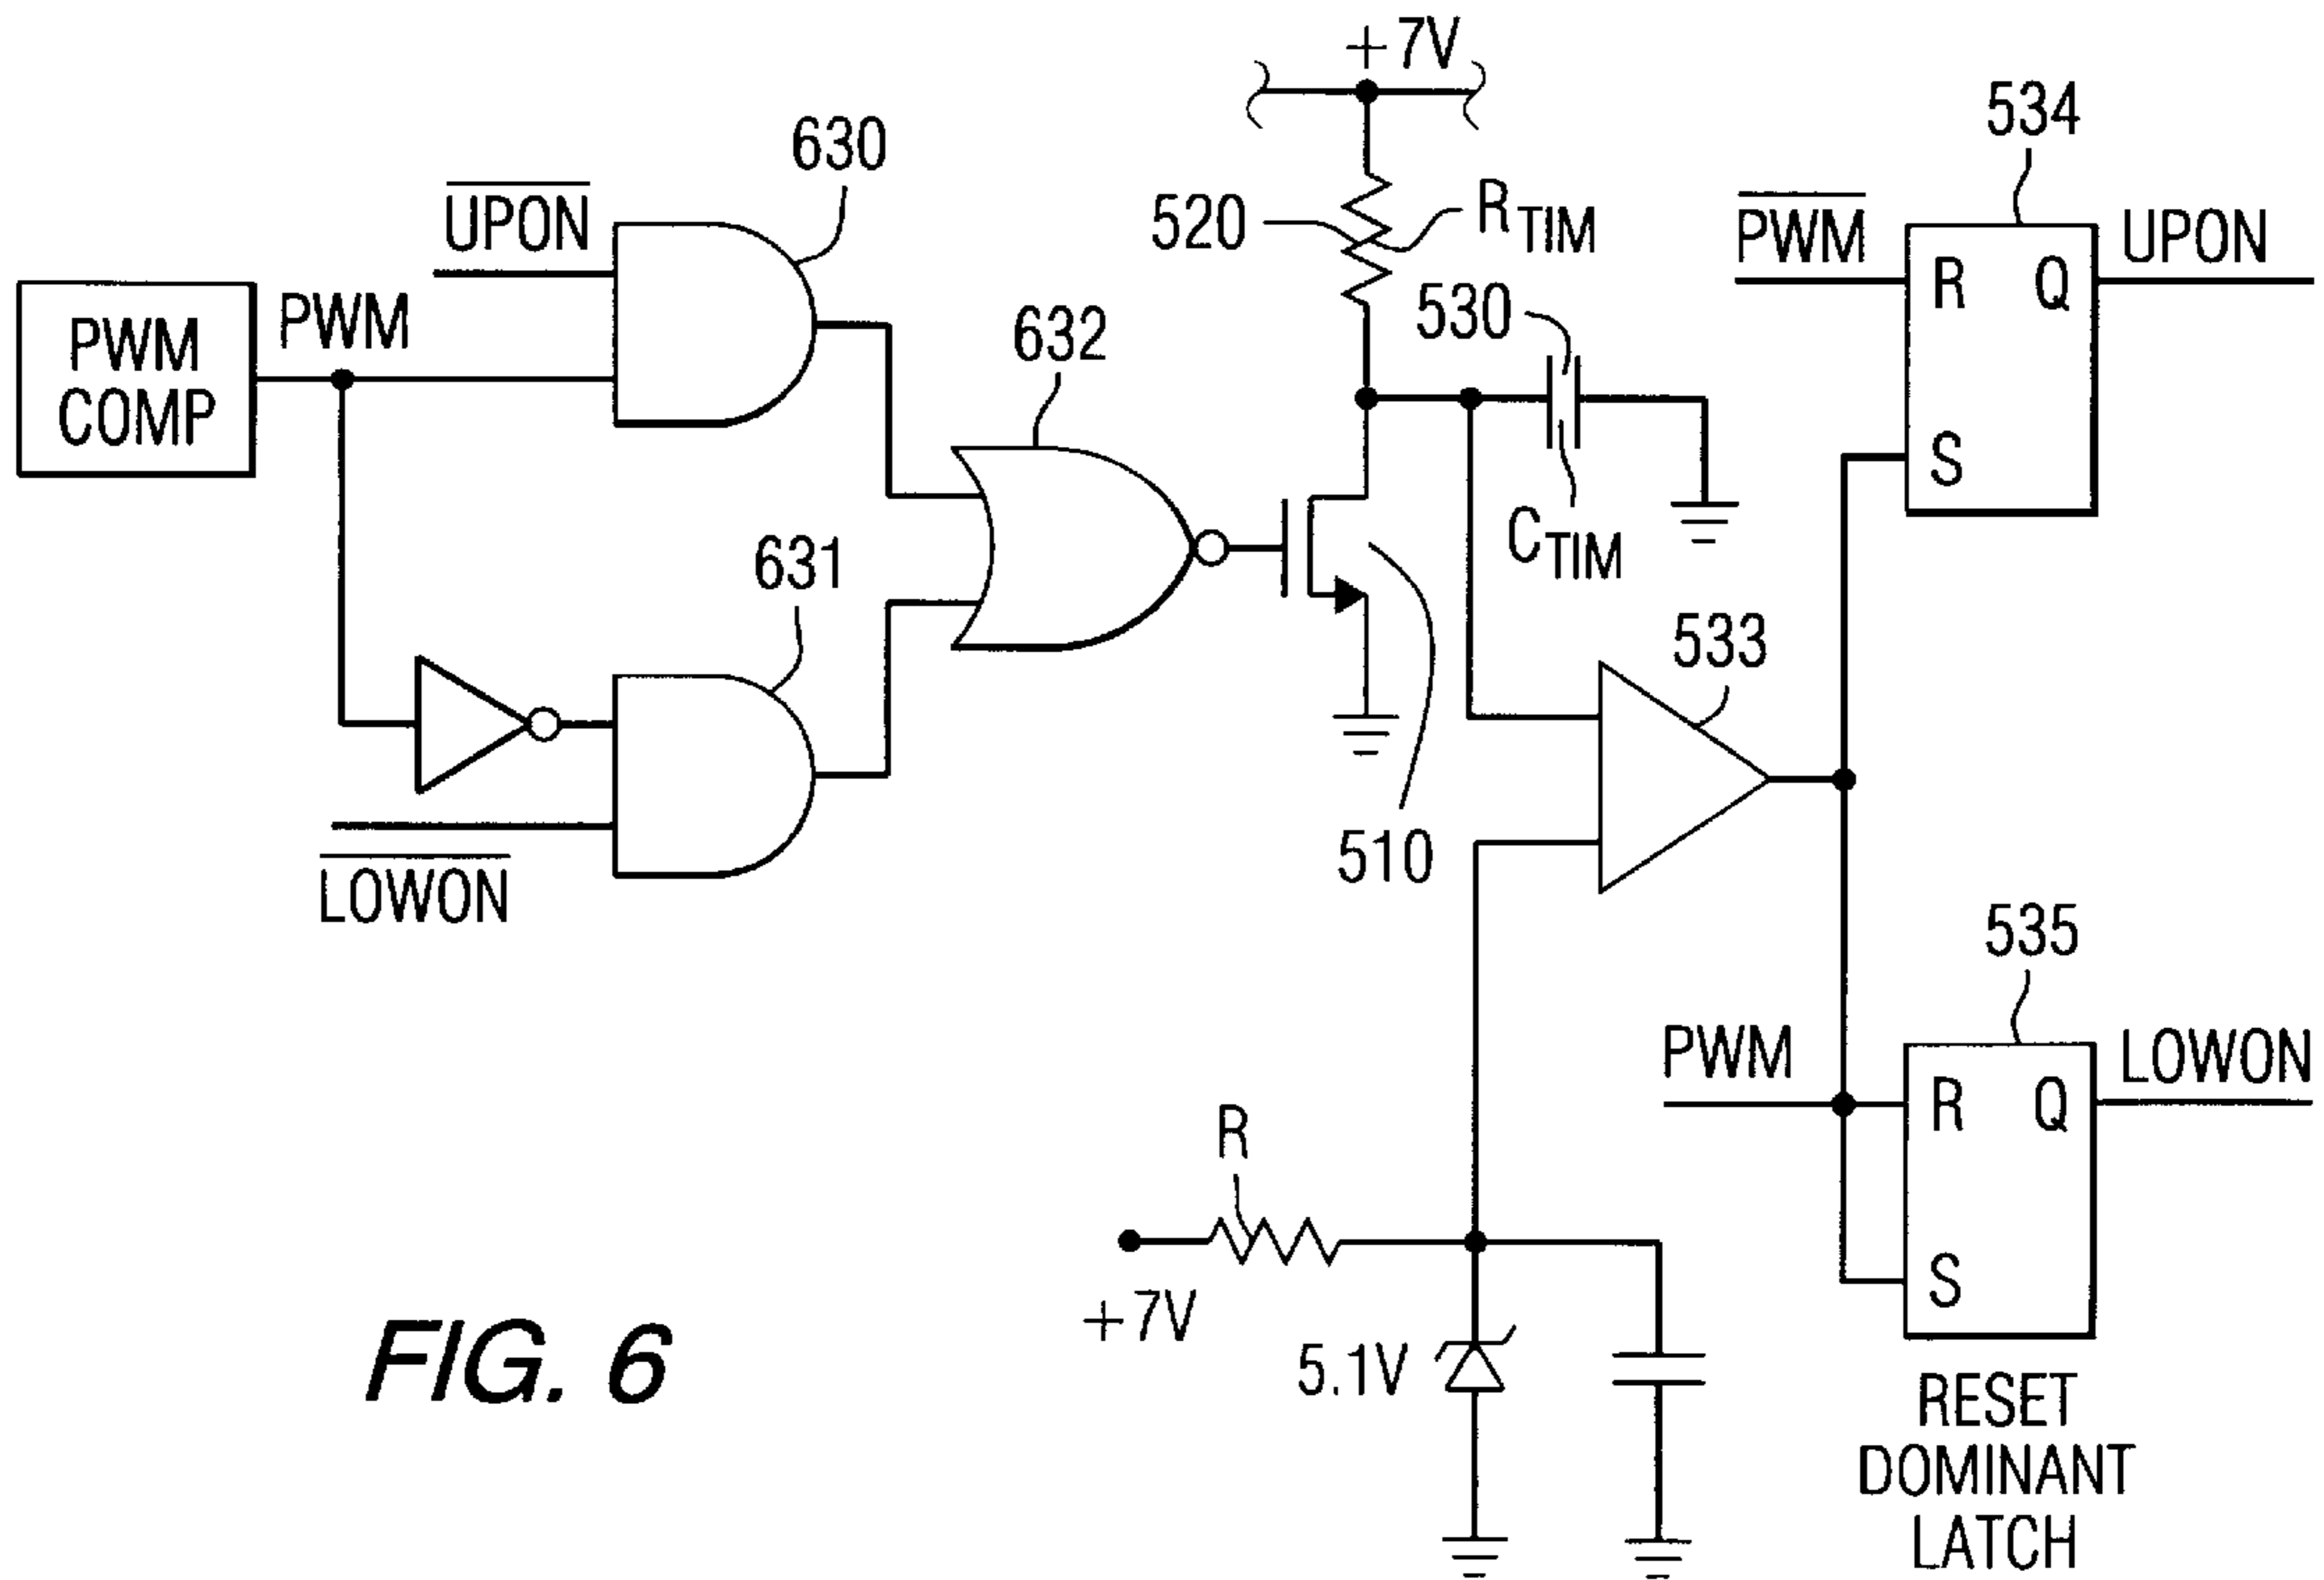 +7V
534
630
UPON
520
RTIM
PWM
UPON
PWM
COMP
PWM
530
R Q
632
S
CTIM
631
533
510
LOWON
535
PWM
LOWON
R
R Q
S
+7V
5.1V
FIG. 6
RESET
DOMINANT
LATCH